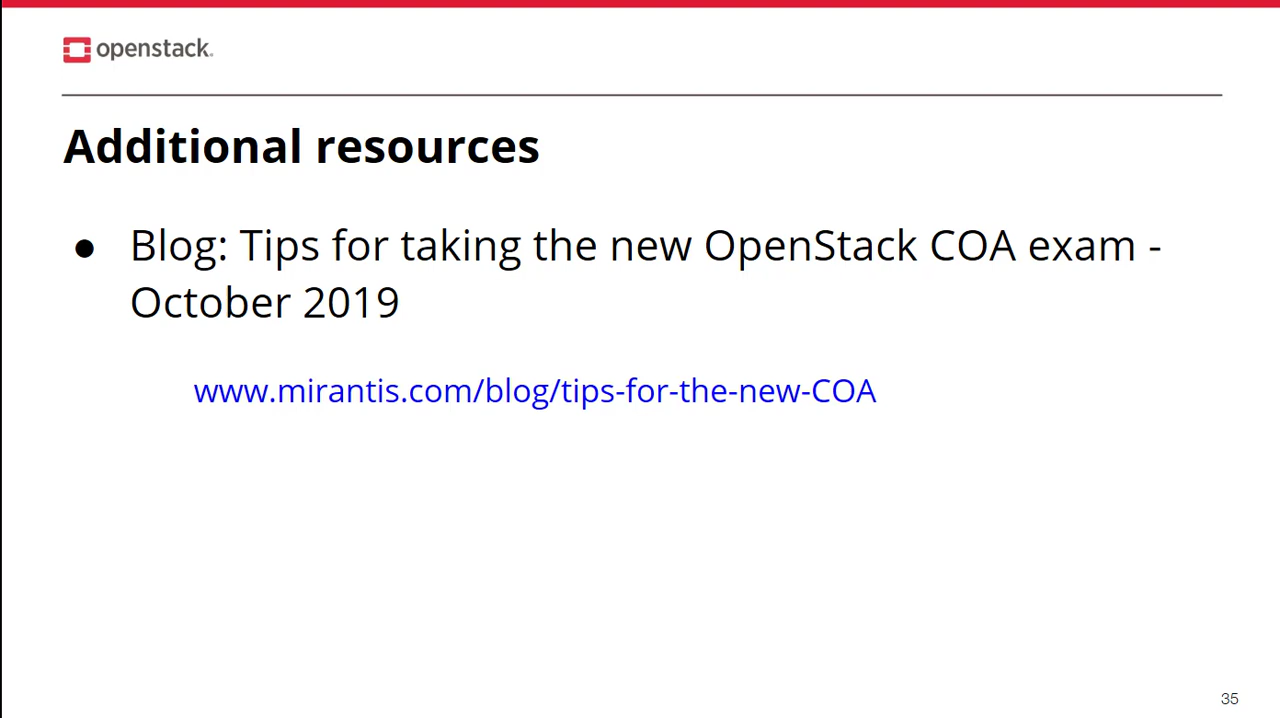 openstack.
Additional resources
● Blog: Tips for taking the new OpenStack COA exam -
October 2019
www.mirantis.com/blog/tips-for-the-new-COA
35